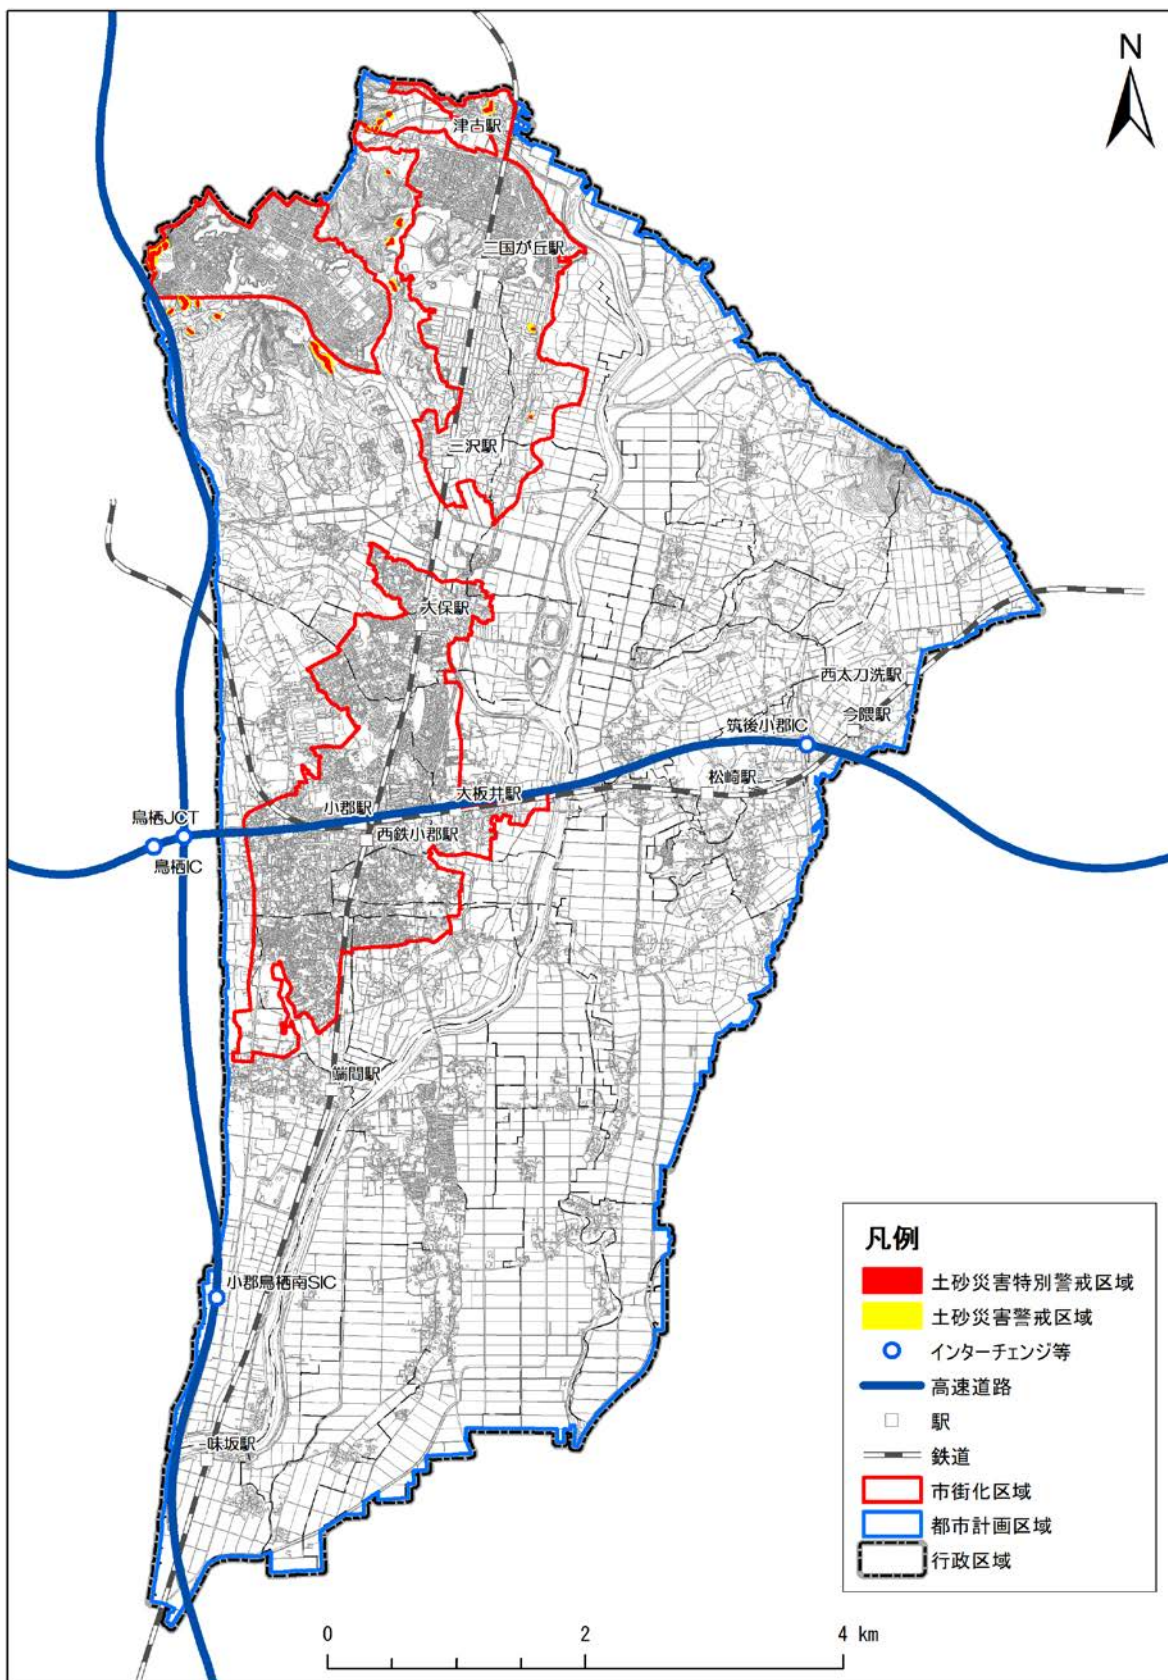 N
津古駅
三国が丘駅
三沢駅
大保駅
西太刀洗駅
今隈駅
筑後小郡IC
松崎駅
大板井駅
小郡駅
西鉄小郡駅
鳥栖JCT
鳥栖IC
端間駅
小郡鳥栖南SIC
味坂駅
凡例
土砂災害特別警戒区域
土砂災害警戒区域
インターチェンジ等
高速道路
駅
鉄道
市街化区域
都市計画区域
行政区域
0 2 4 km